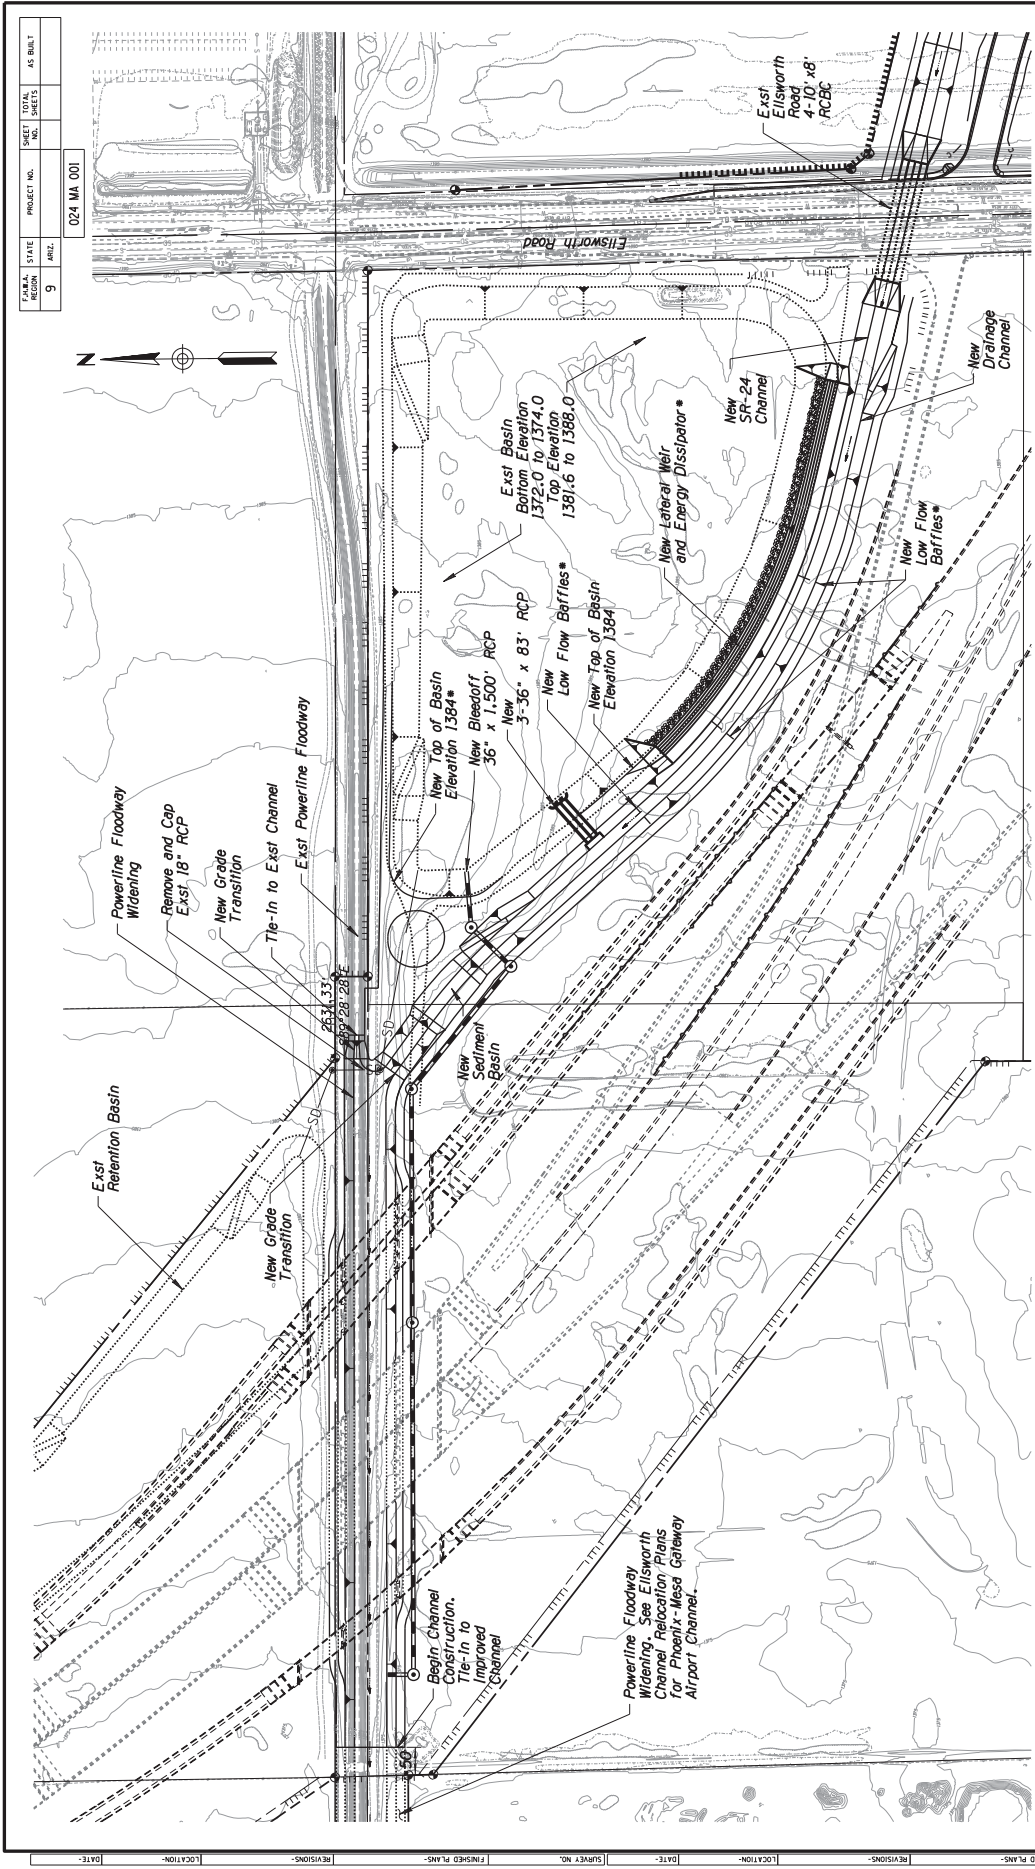 F.H.W.A.
REGION
STATE
PROJECT NO.
SHEET
NO.
TOTAL
SHEETS
AS BUILT
9
ARIZ.
024 MA 001
N
Exst
Ellsworth
Road
4-10' x8'
RCBC
Ellsworth Road
New
Drainage
Channel
New
SR-24
Channel
Exst Basin
Bottom Elevation
1372.0 to 1374.0
Top Elevation
1381.6 to 1388.0
New Lateral Weir
and Energy Dissipator*
New
Low Flow
Baffles*
New Top of Basin
Elevation 1384*
New Bleedoff
36" x 1,500' RCP
New
3-36" x 83' RCP
New
Low Flow Baffles*
New Top of Basin
Elevation 1384
Powerline Floodway
Widening
Remove and Cap
Exst 18" RCP
New Grade
Transition
Tie-In to Exst Channel
Exst Powerline Floodway
SD
SD
New
Sediment
Basin
Exst
Retention Basin
New Grade
Transition
Begin Channel
Construction.
Tie-In to
Improved
Channel
50'
Powerline Floodway
Widening. See Ellsworth
Channel Relocation Plans
for Phoenix-Mesa Gateway
Airport Channel.
DATE-
LOCATION-
REVISIONS-
FINISHED PLANS-
SURVEY NO.
DATE-
LOCATION-
REVISIONS-